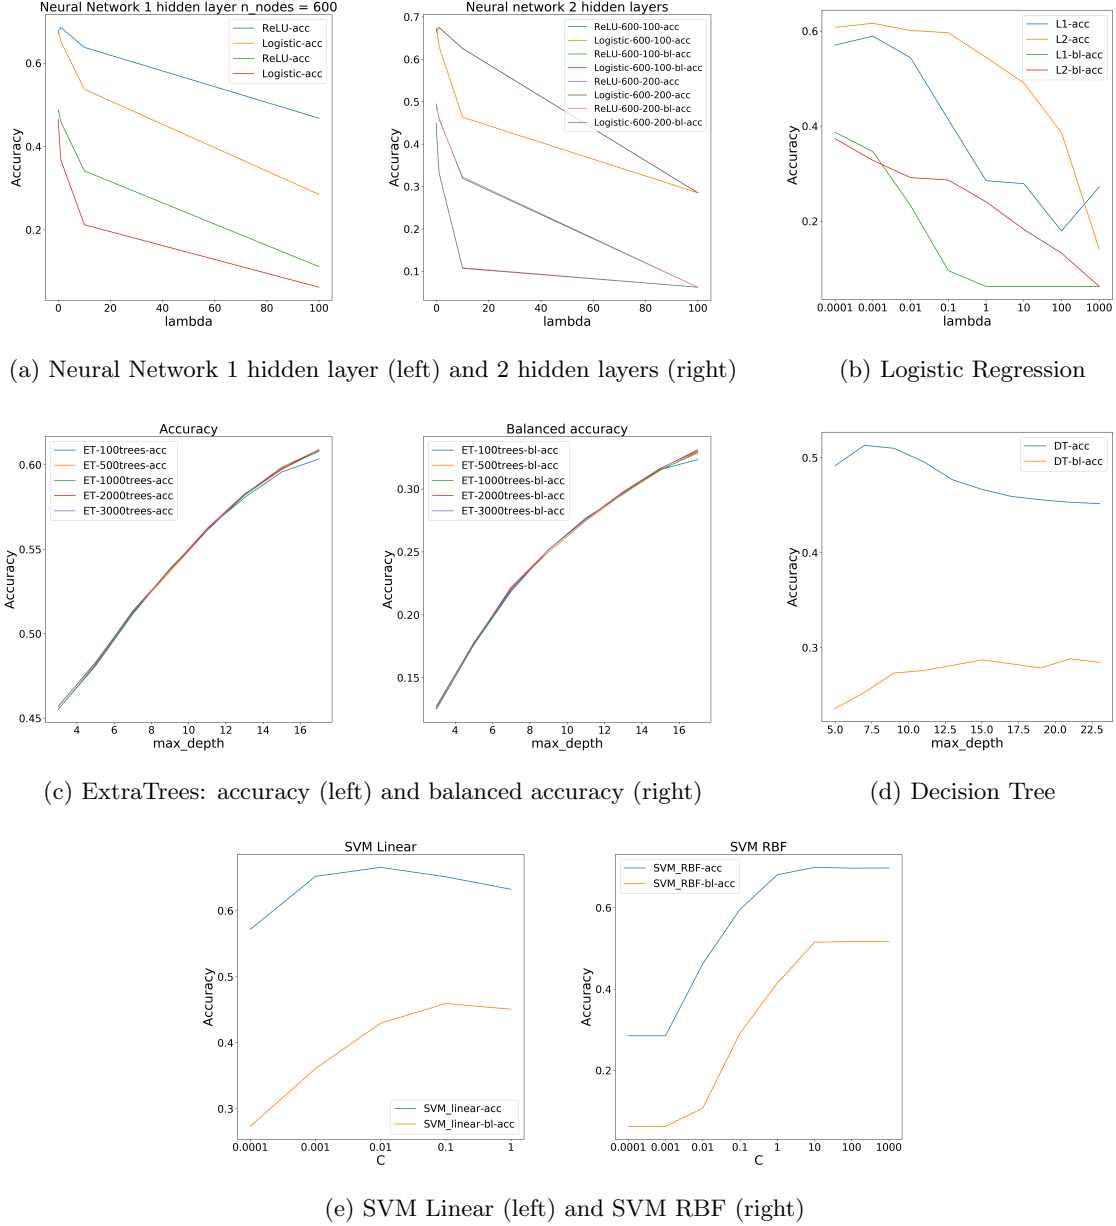 Neural Network 1 hidden layer n_nodes = 600
ReLU-acc
Logistic-acc
ReLU-acc
Logistic-acc
0.6
0.4
0.2
Accuracy
0
20
40
60
80
100
lambda
Neural network 2 hidden layers
ReLU-600-100-acc
Logistic-600-100-acc
ReLU-600-100-bl-acc
Logistic-600-100-bl-acc
ReLU-600-200-acc
Logistic-600-200-acc
ReLU-600-200-bl-acc
Logistic-600-200-bl-acc
0.7
0.6
0.5
0.4
0.3
0.2
0.1
Accuracy
0
20
40
60
80
100
lambda
L1-acc
L2-acc
L1-bl-acc
L2-bl-acc
0.6
0.4
0.2
Accuracy
0.0001
0.001
0.01
0.1
1
10
100
1000
lambda
(a) Neural Network 1 hidden layer (left) and 2 hidden layers (right)
(b) Logistic Regression
Accuracy
ET-100trees-acc
ET-500trees-acc
ET-1000trees-acc
ET-2000trees-acc
ET-3000trees-acc
0.60
0.55
0.50
0.45
Accuracy
4
6
8
10
12
14
16
max_depth
Balanced accuracy
ET-100trees-bl-acc
ET-500trees-bl-acc
ET-1000trees-bl-acc
ET-2000trees-bl-acc
ET-3000trees-bl-acc
0.30
0.25
0.20
0.15
Accuracy
4
6
8
10
12
14
16
max_depth
DT-acc
DT-bl-acc
0.5
0.4
0.3
Accuracy
5.0
7.5
10.0
12.5
15.0
17.5
20.0
22.5
max_depth
(c) ExtraTrees: accuracy (left) and balanced accuracy (right)
(d) Decision Tree
SVM Linear
0.6
0.5
0.4
0.3
Accuracy
SVM_linear-acc
SVM_linear-bl-acc
0.0001
0.001
0.01
0.1
1
C
SVM RBF
SVM_RBF-acc
SVM_RBF-bl-acc
0.6
0.4
0.2
Accuracy
0.0001
0.001
0.01
0.1
1
10
100
1000
C
(e) SVM Linear (left) and SVM RBF (right)